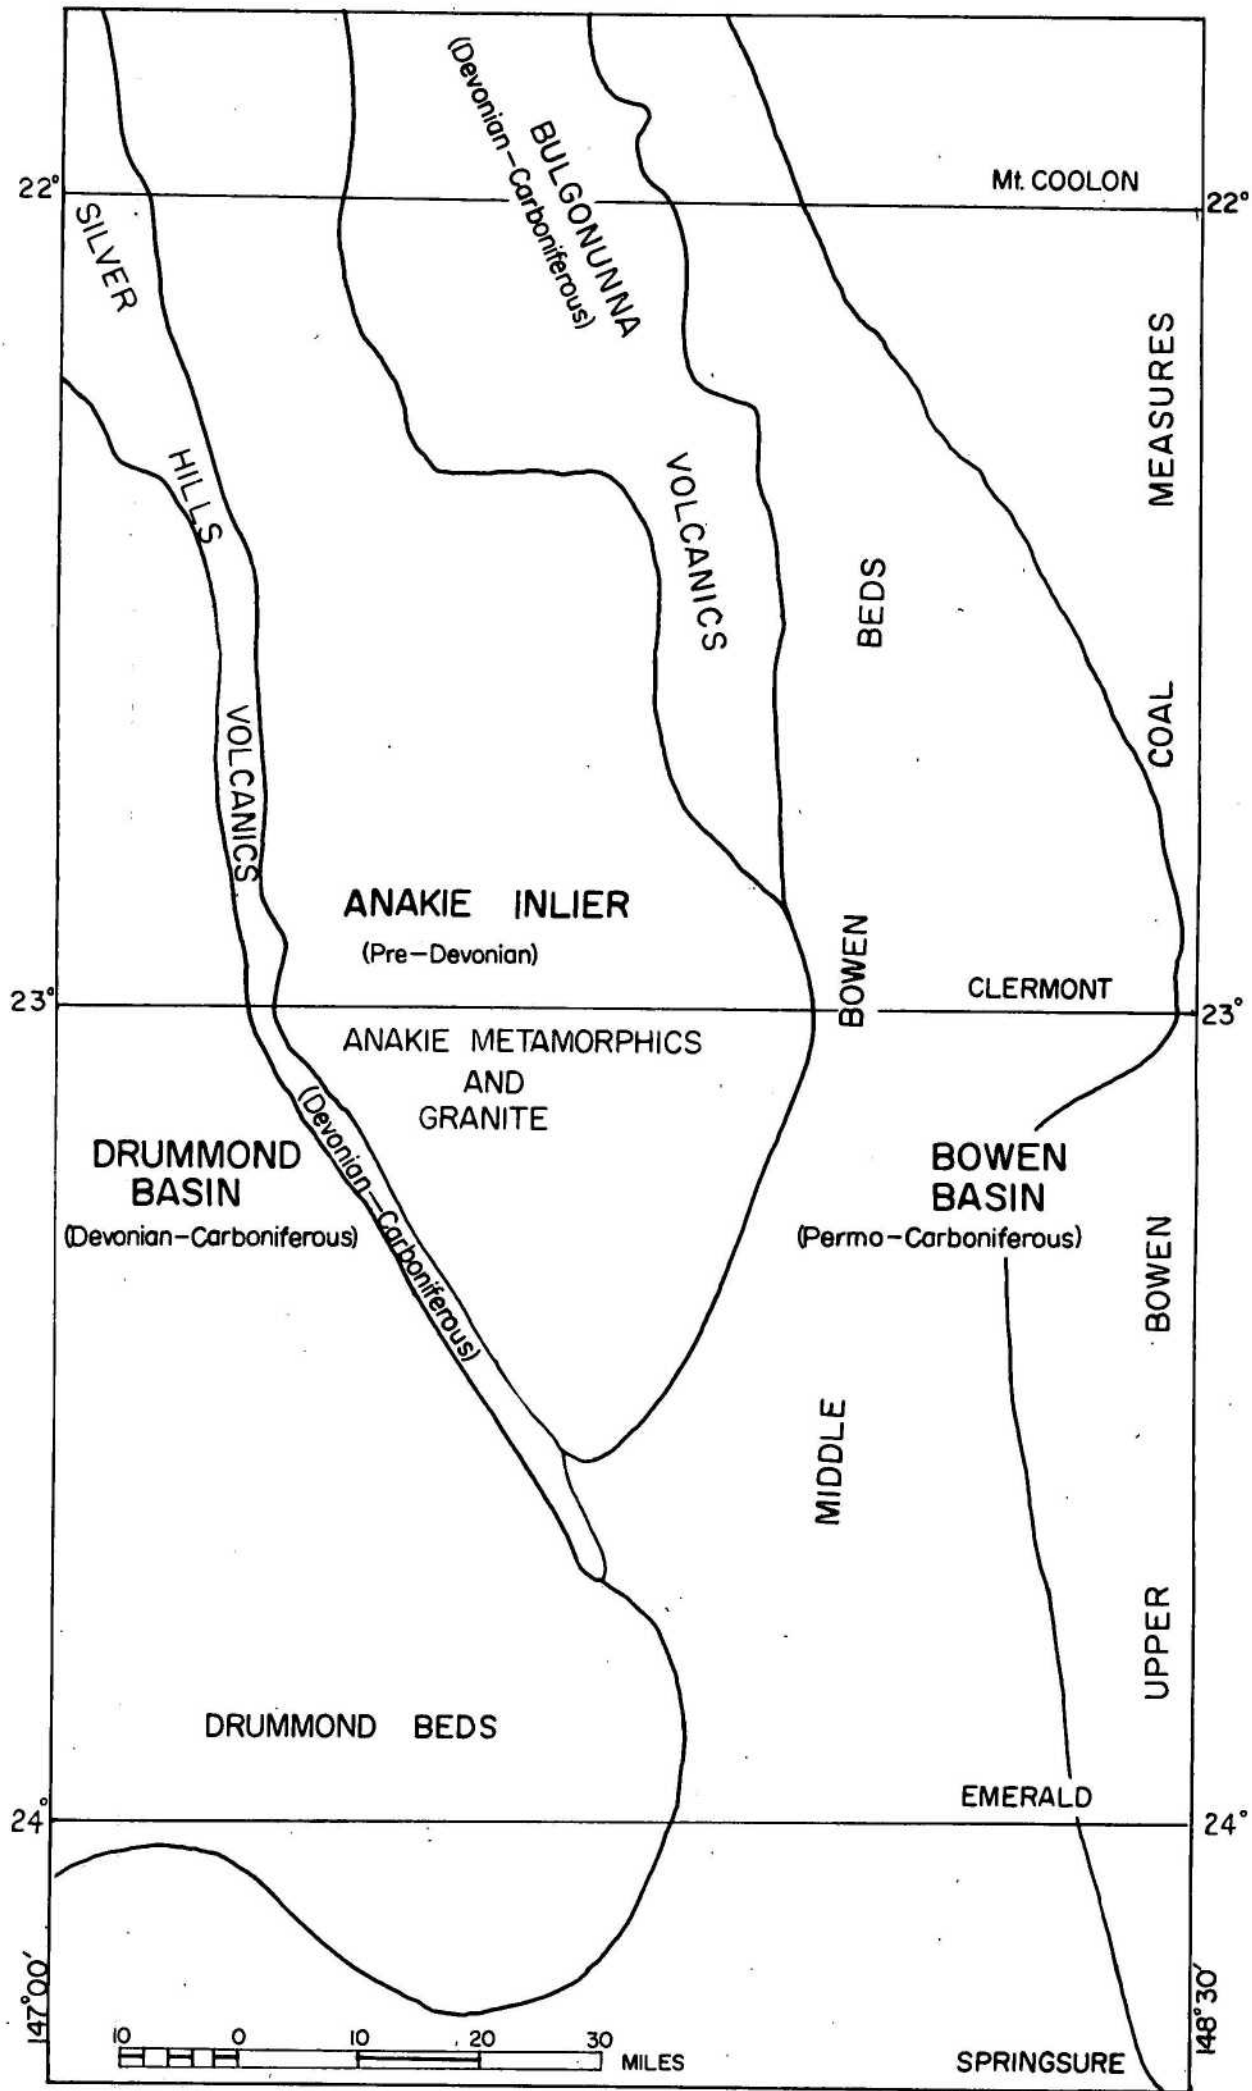 (Devonian-Carboniferous)
BULGONUNNA
VOLCANICS
Mt. COOLON
22°
22°
SILVER
HILLS
VOLCANICS
(Devonian-Carboniferous)
UPPER BOWEN COAL MEASURES
MIDDLE BOWEN BEDS
ANAKIE INLIER
(Pre-Devonian)
23°
CLERMONT
23°
ANAKIE METAMORPHICS
AND
GRANITE
DRUMMOND
BASIN
(Devonian-Carboniferous)
BOWEN
BASIN
(Permo-Carboniferous)
DRUMMOND BEDS
EMERALD
24°
24°
147°00'
148°30'
10 0 10 20 30
MILES
SPRINGSURE